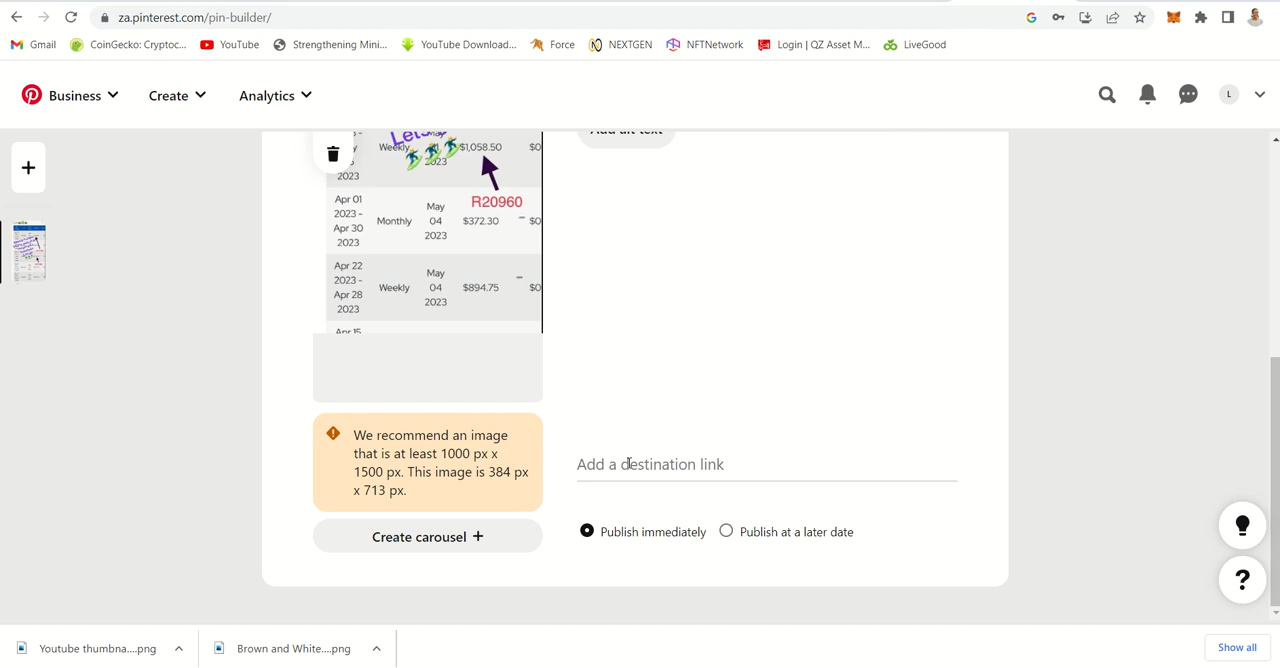 za.pinterest.com/pin-builder/
Gmail CoinGecko: Cryptoc... YouTube Strengthening Mini... YouTube Download... Force NEXTGEN NFTNetwork Login | QZ Asset M... LiveGood
Business Create Analytics L
Add alt text
Weekly 2023 $1,058.50 $0
2023
R20960
Apr 01
2023 -
Apr 30
2023
Monthly
May
04
2023
$372.30 - $0
Apr 22
2023 -
Apr 28
2023
Weekly
May
04
2023
$894.75 - $0
Apr 15
We recommend an image
that is at least 1000 px x
1500 px. This image is 384 px
x 713 px.
Create carousel +
Add a destination link
Publish immediately Publish at a later date
?
Youtube thumbna....png Brown and White....png Show all